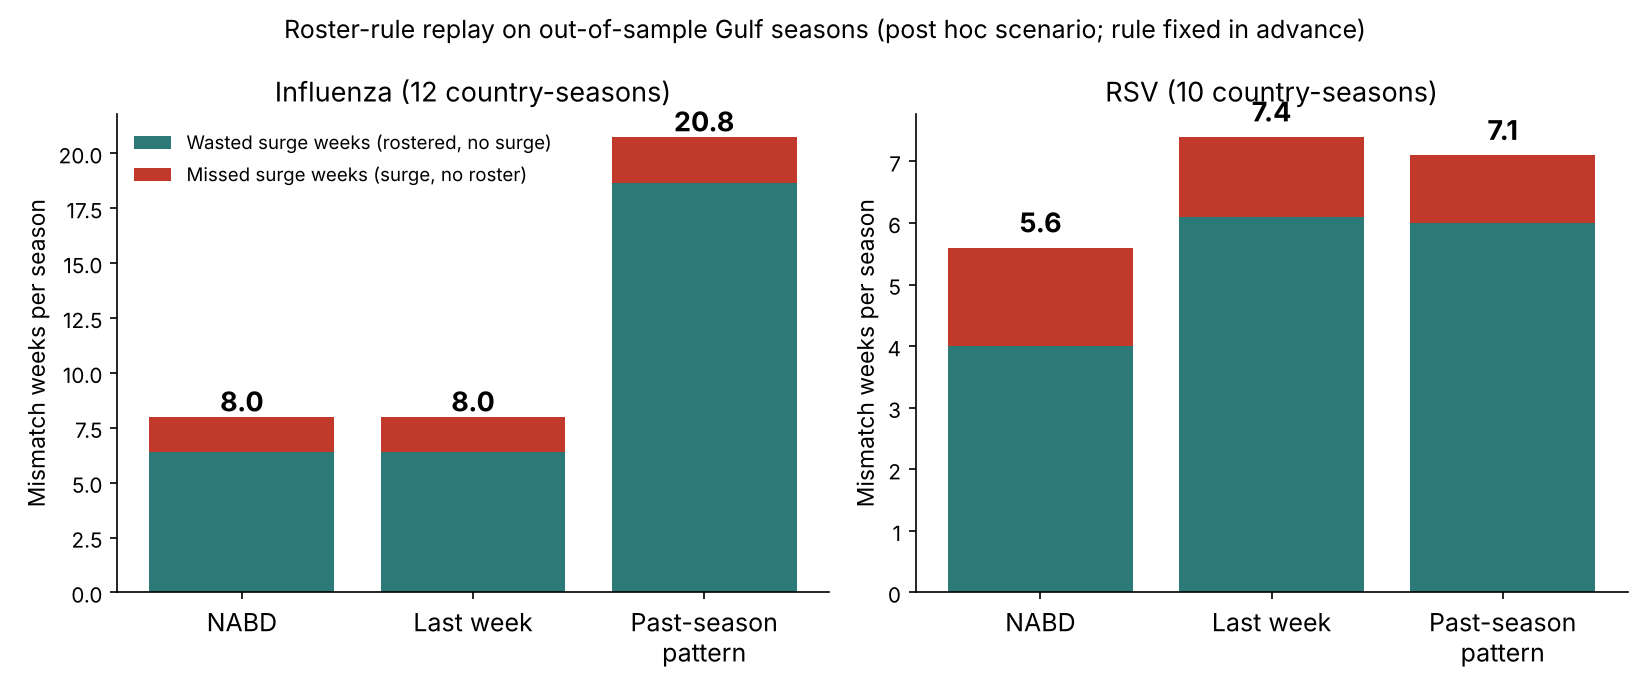 Roster-rule replay on out-of-sample Gulf seasons (post hoc scenario; rule fixed in advance)
Influenza (12 country-seasons)
Wasted surge weeks (rostered, no surge)
Missed surge weeks (surge, no roster)
Mismatch weeks per season
20.0
17.5
15.0
12.5
10.0
7.5
5.0
2.5
0.0
8.0
8.0
20.8
NABD
Last week
Past-season
pattern
RSV (10 country-seasons)
Mismatch weeks per season
7
6
5
4
3
2
1
0
5.6
7.4
7.1
NABD
Last week
Past-season
pattern